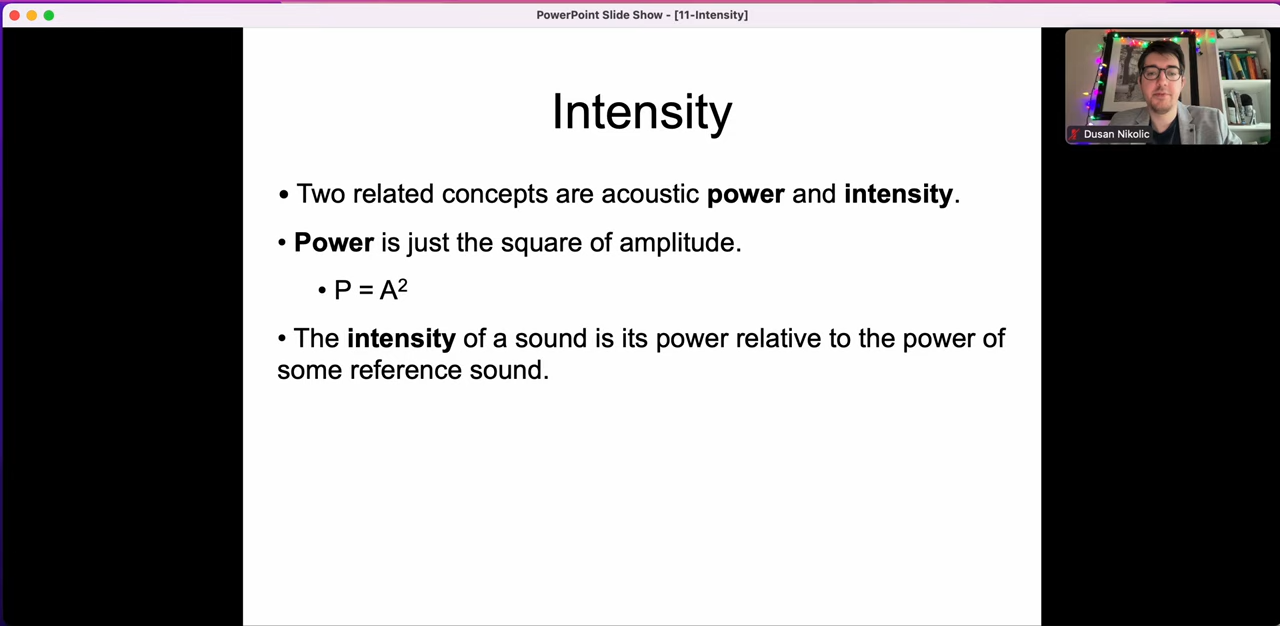 PowerPoint Slide Show - [11-Intensity]
Intensity
• Two related concepts are acoustic power and intensity.
• Power is just the square of amplitude.
• P = A²
• The intensity of a sound is its power relative to the power of
some reference sound.
Dusan Nikolic